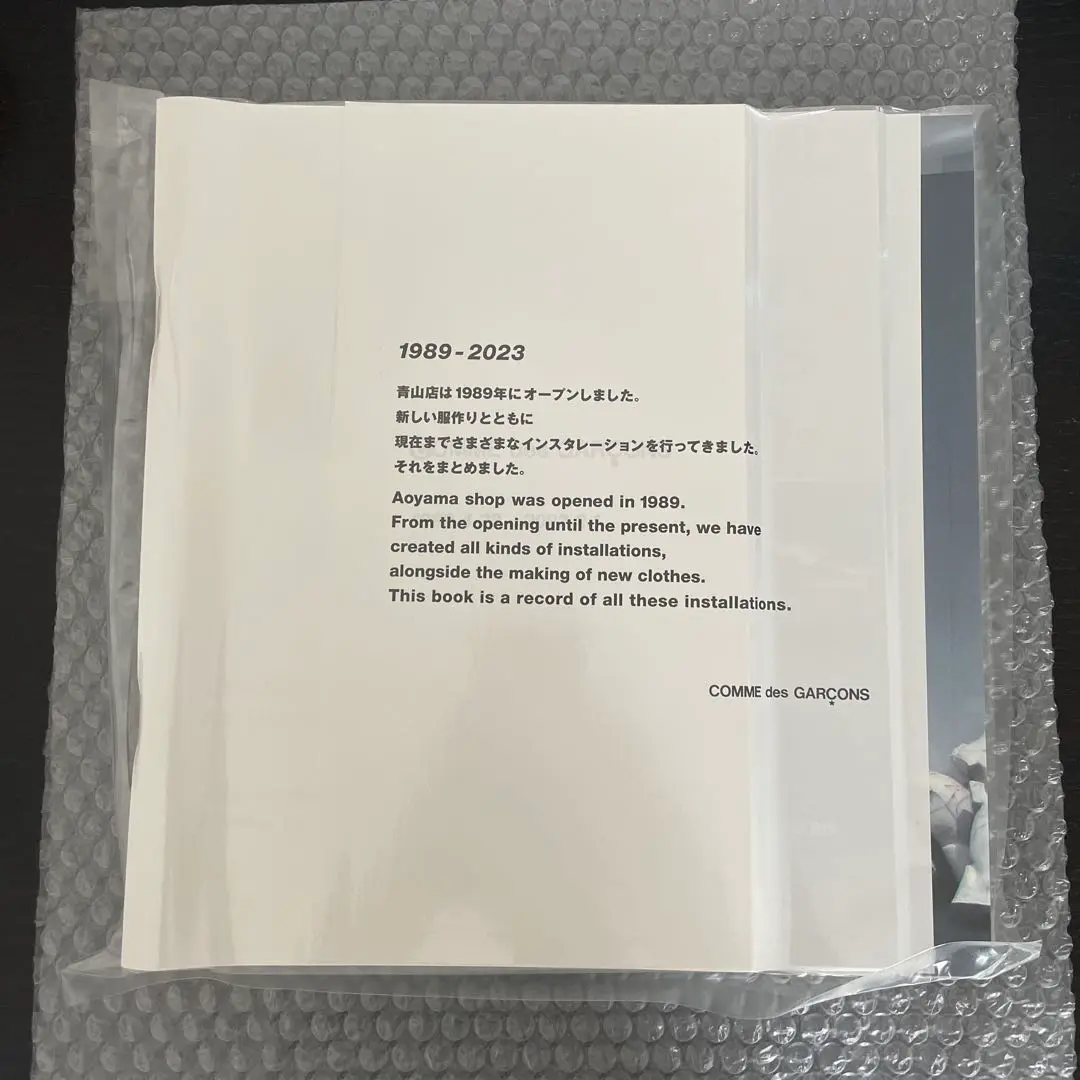 1989-2023
青山店は1989年にオープンしました。
新しい服作りとともに
現在までさまざまなインスタレーションを行ってきました。
それをまとめました。
Aoyama shop was opened in 1989.
From the opening until the present, we have
created all kinds of installations,
alongside the making of new clothes.
This book is a record of all these installations.
COMME des GARÇONS